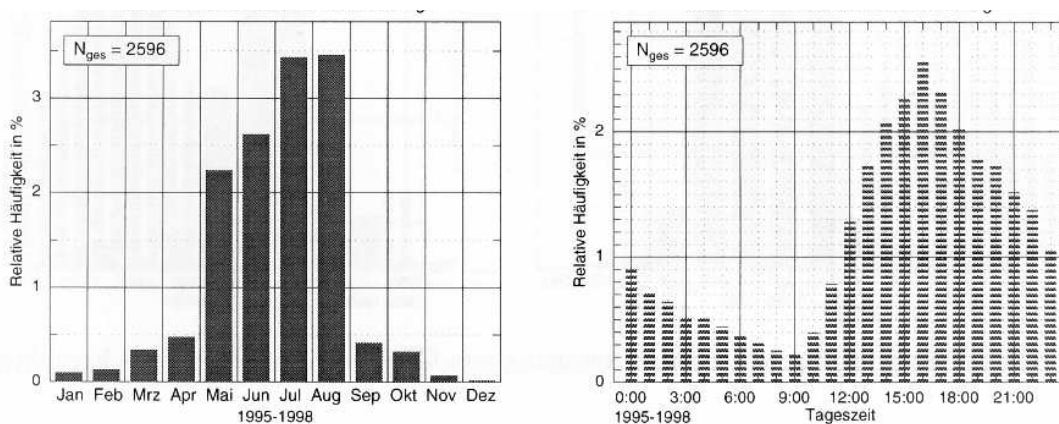 N_ges = 2596
Relative Häufigkeit in %
3
2
1
0
Jan Feb Mrz Apr Mai Jun Jul Aug Sep Okt Nov Dez
1995-1998
N_ges = 2596
Relative Häufigkeit in %
2
1
0
0:00 3:00 6:00 9:00 12:00 15:00 18:00 21:00
1995-1998 Tageszeit